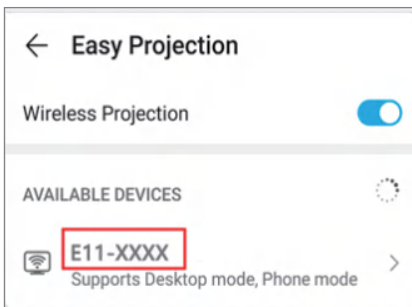 Easy Projection
Wireless Projection
AVAILABLE DEVICES
E11-XXXX
Supports Desktop mode, Phone mode